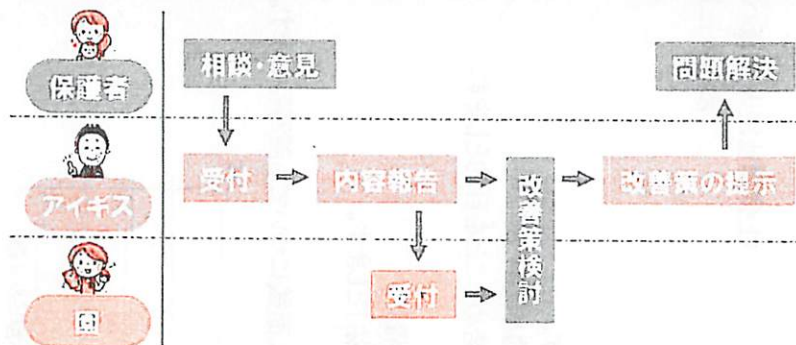 保護者
相談・意見
問題解決
アイギス
受付
内容報告
改善策検討
改善策の提示
園
受付